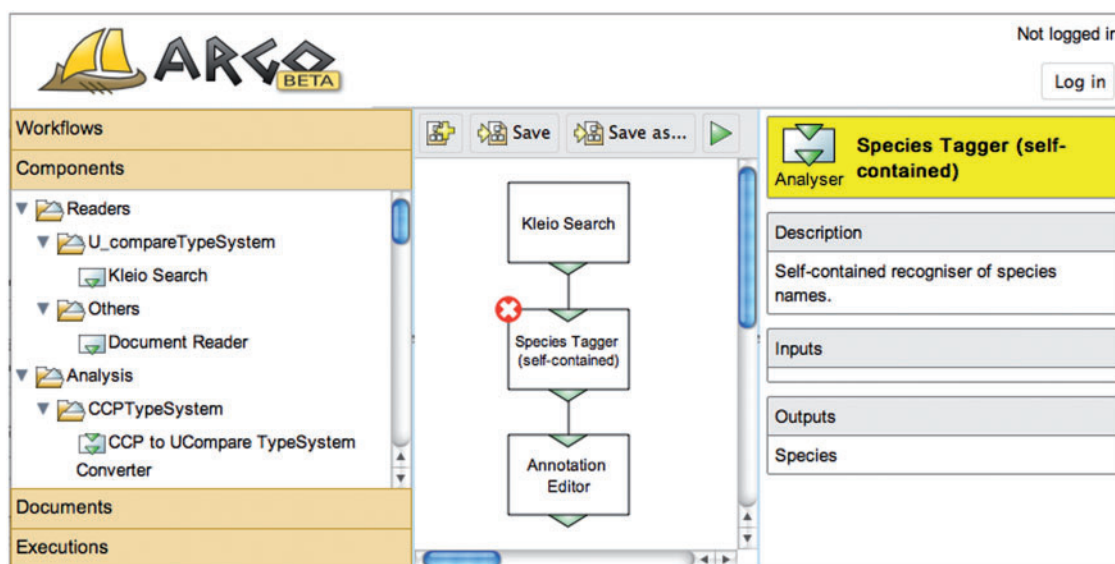 ARGO
BETA
Not logged in
Log in
Workflows
Components
Readers
U_compareTypeSystem
Kleio Search
Others
Document Reader
Analysis
CCPTypeSystem
CCP to UCompare TypeSystem
Converter
Documents
Executions
Save
Save as...
Kleio Search
Species Tagger
(self-contained)
Annotation
Editor
Analyser
Species Tagger (self-
contained)
Description
Self-contained recogniser of species
names.
Inputs
Outputs
Species